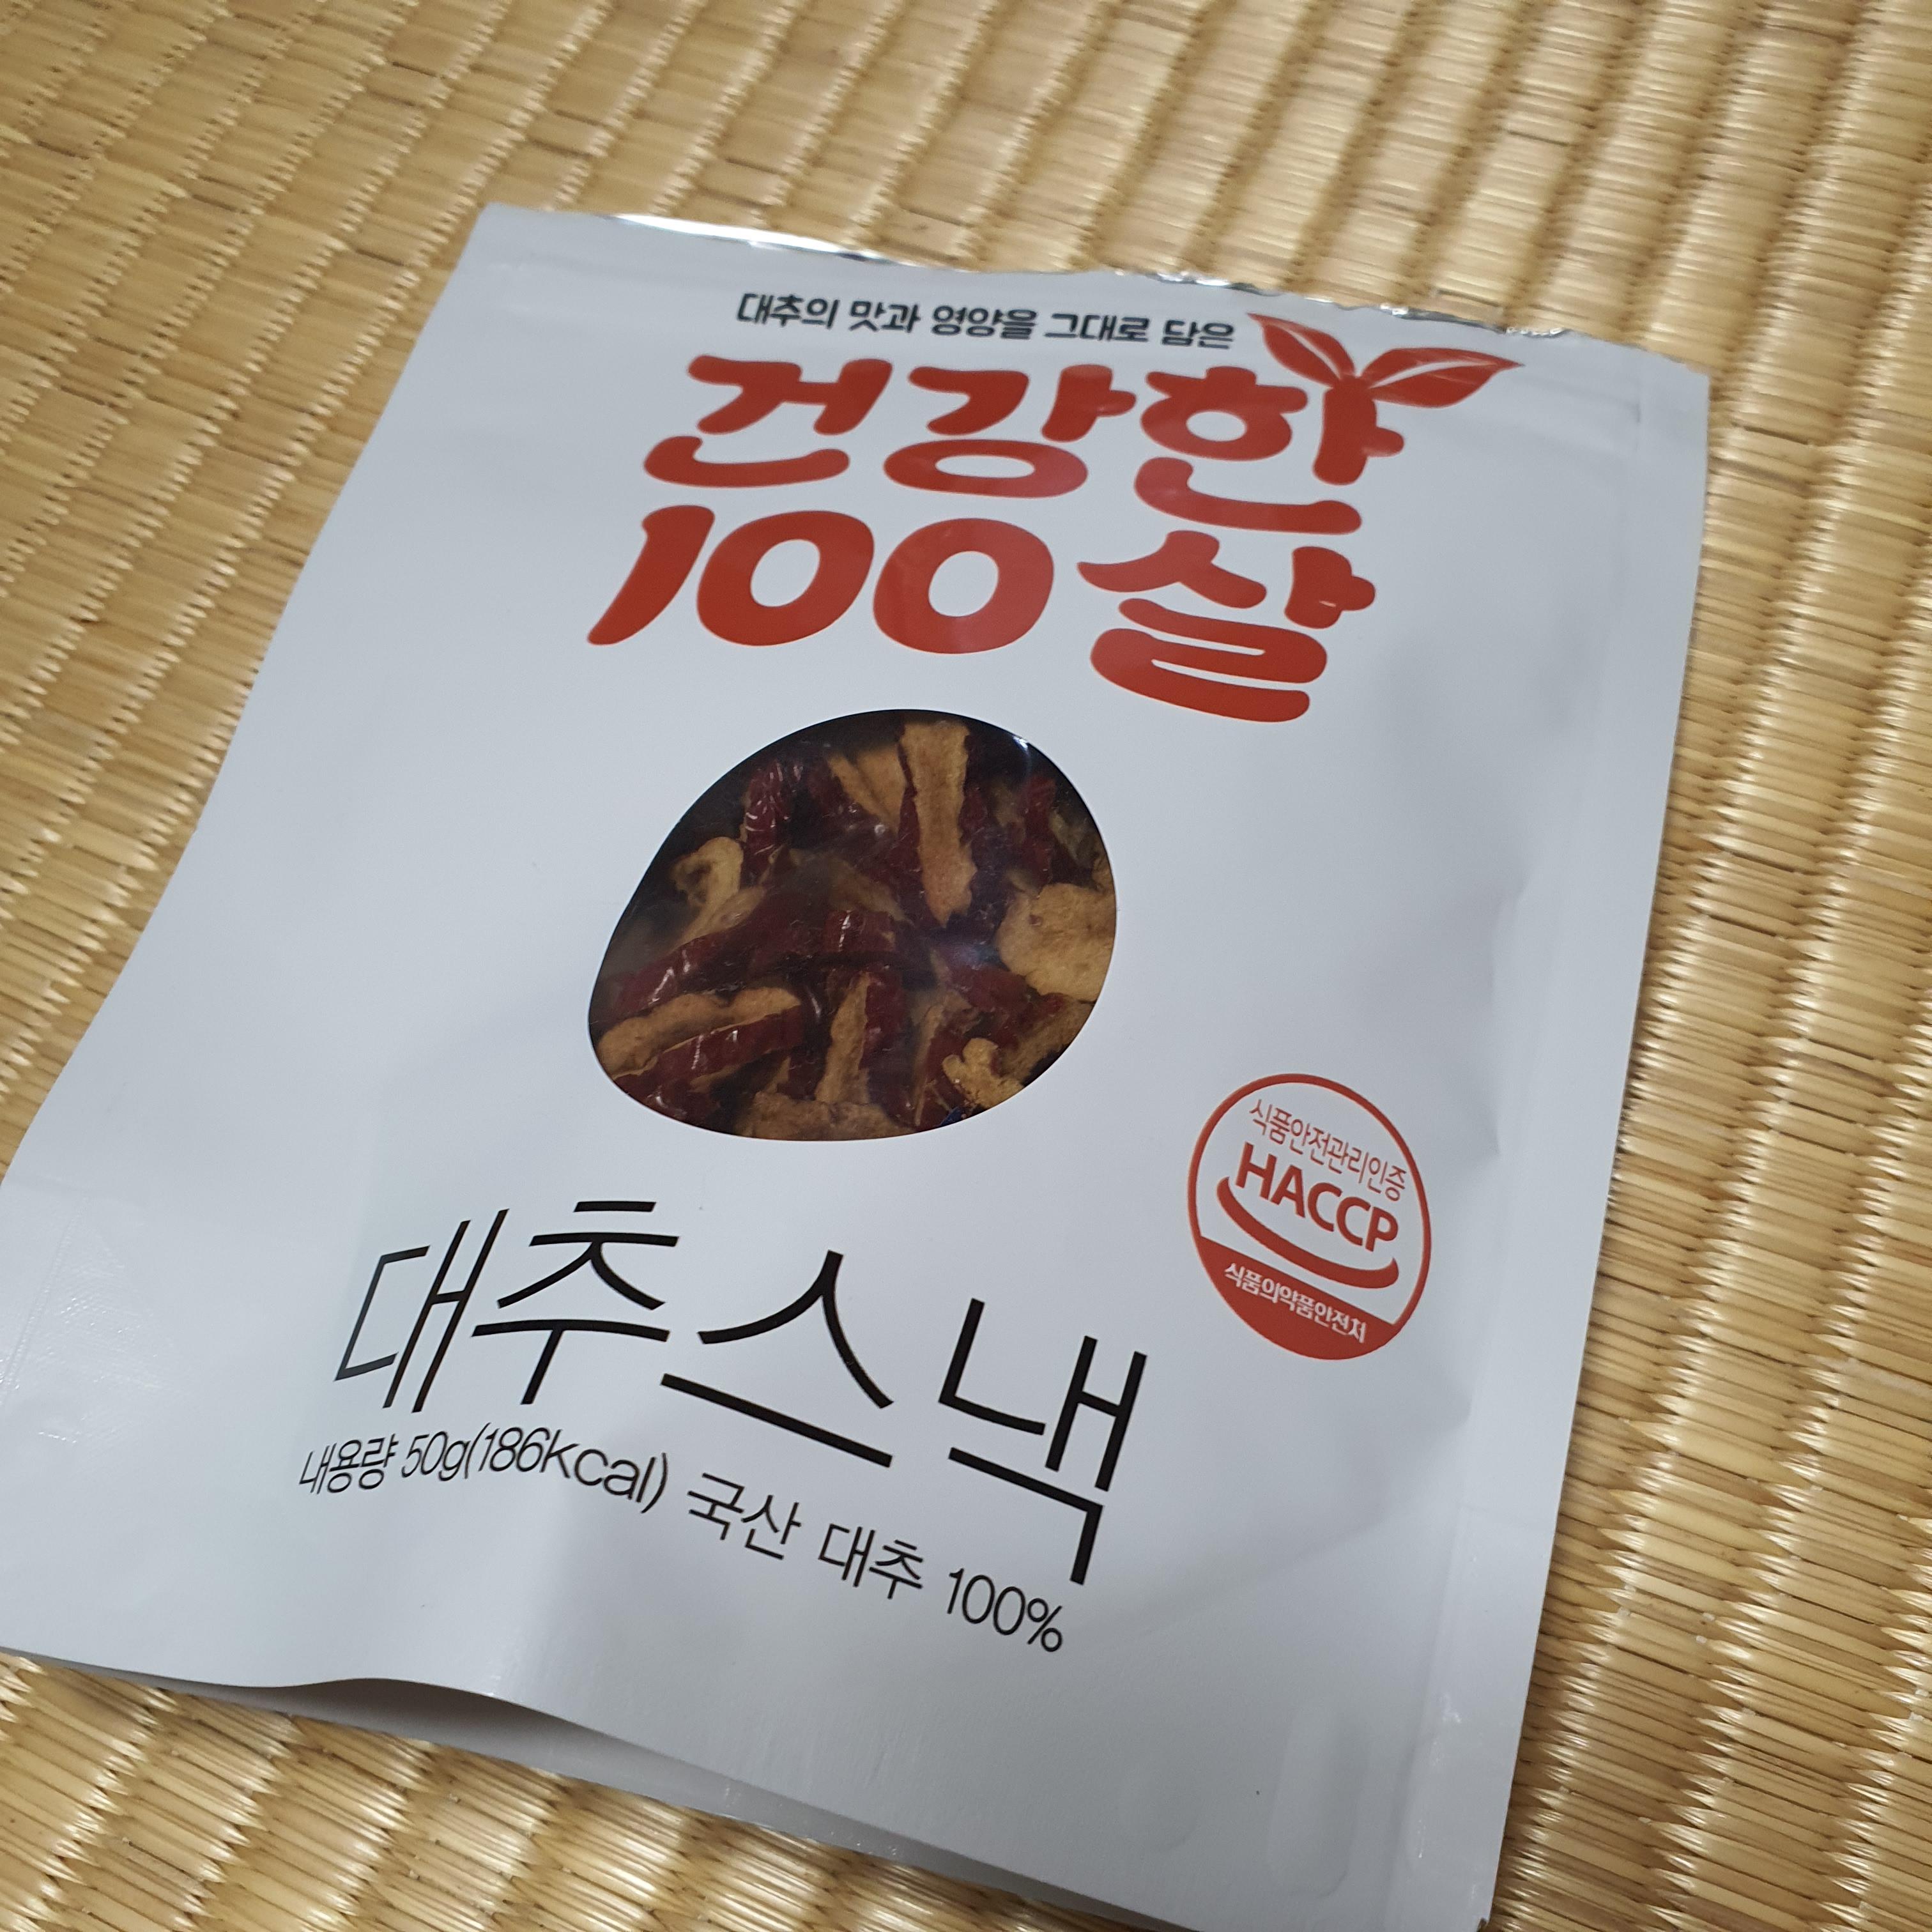 대추의 맛과 영양을 그대로 담은
건강한
100살
식품안전관리인증
HACCP
식품의약품안전처
대추스낵
내용량 50g(186kcal) 국산 대추 100%